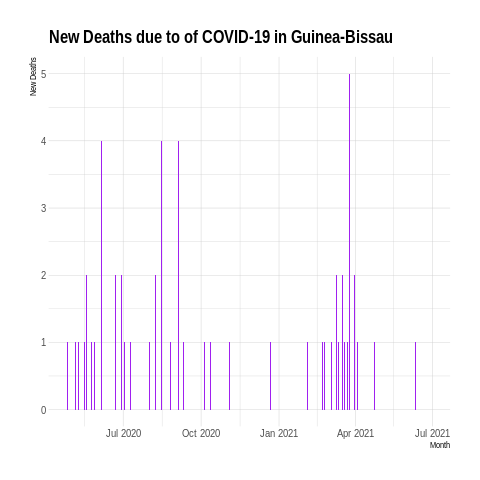 New Deaths due to of COVID-19 in Guinea-Bissau
New Deaths
5
4
3
2
1
0
Jul 2020 Oct 2020 Jan 2021 Apr 2021 Jul 2021
Month